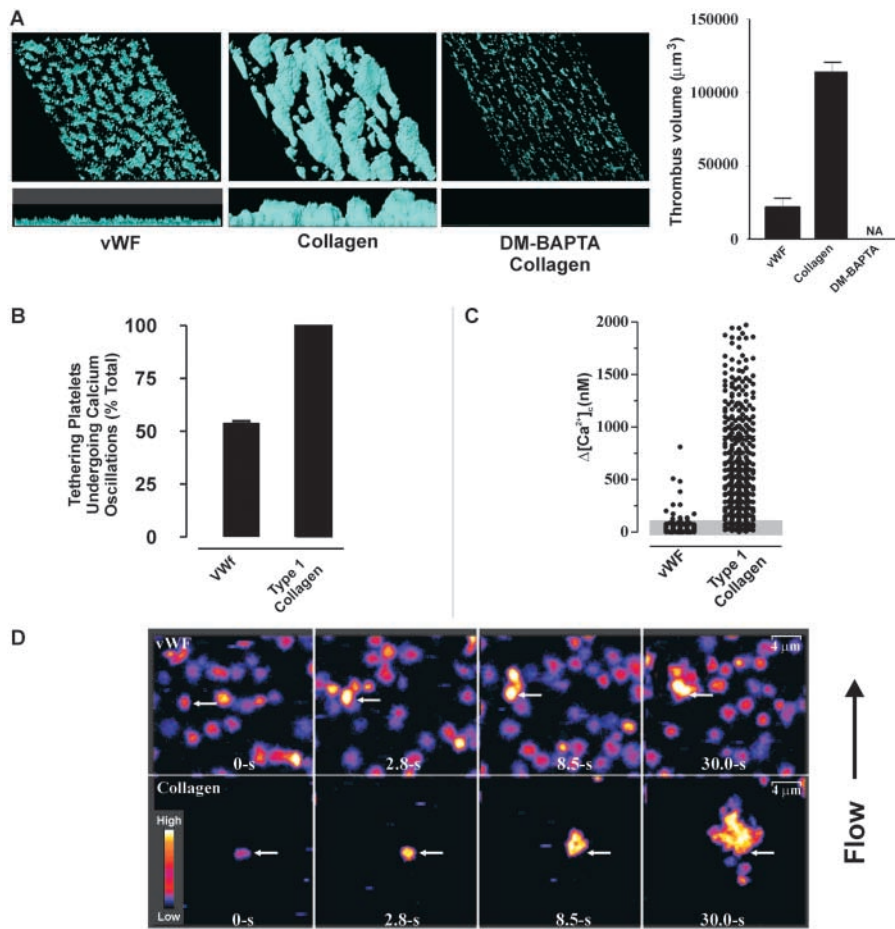 A
vWF
Collagen
DM-BAPTA
Collagen
Thrombus volume (μm³)
150000
100000
50000
0
NA
vWF
Collagen
DM-BAPTA
B
Tethering Platelets
Undergoing Calcium
Oscillations (% Total)
100
75
50
25
0
VWf
Type 1
Collagen
C
Δ[Ca²⁺]c(nM)
2000
1500
1000
500
0
vWF
Type 1
Collagen
D
vWF
4 μm
0-s
2.8-s
8.5-s
30.0-s
Collagen
4 μm
High
Low
0-s
2.8-s
8.5-s
30.0-s
Flow